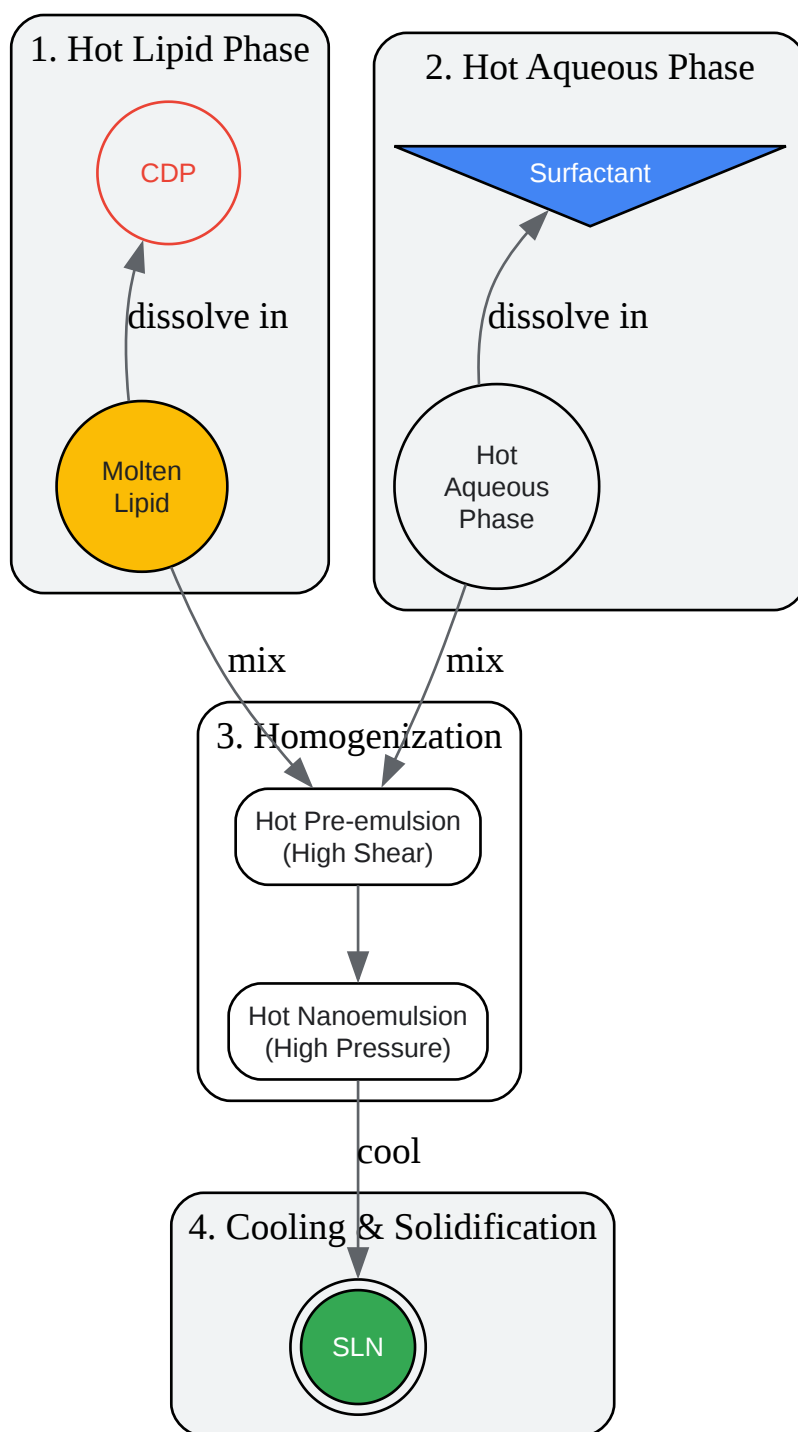 1. Hot Lipid Phase
CDP
dissolve in
Molten
Lipid
2. Hot Aqueous Phase
Surfactant
dissolve in
Hot
Aqueous
Phase
mix
mix
3. Homogenization
Hot Pre-emulsion
(High Shear)
Hot Nanoemulsion
(High Pressure)
cool
4. Cooling & Solidification
SLN